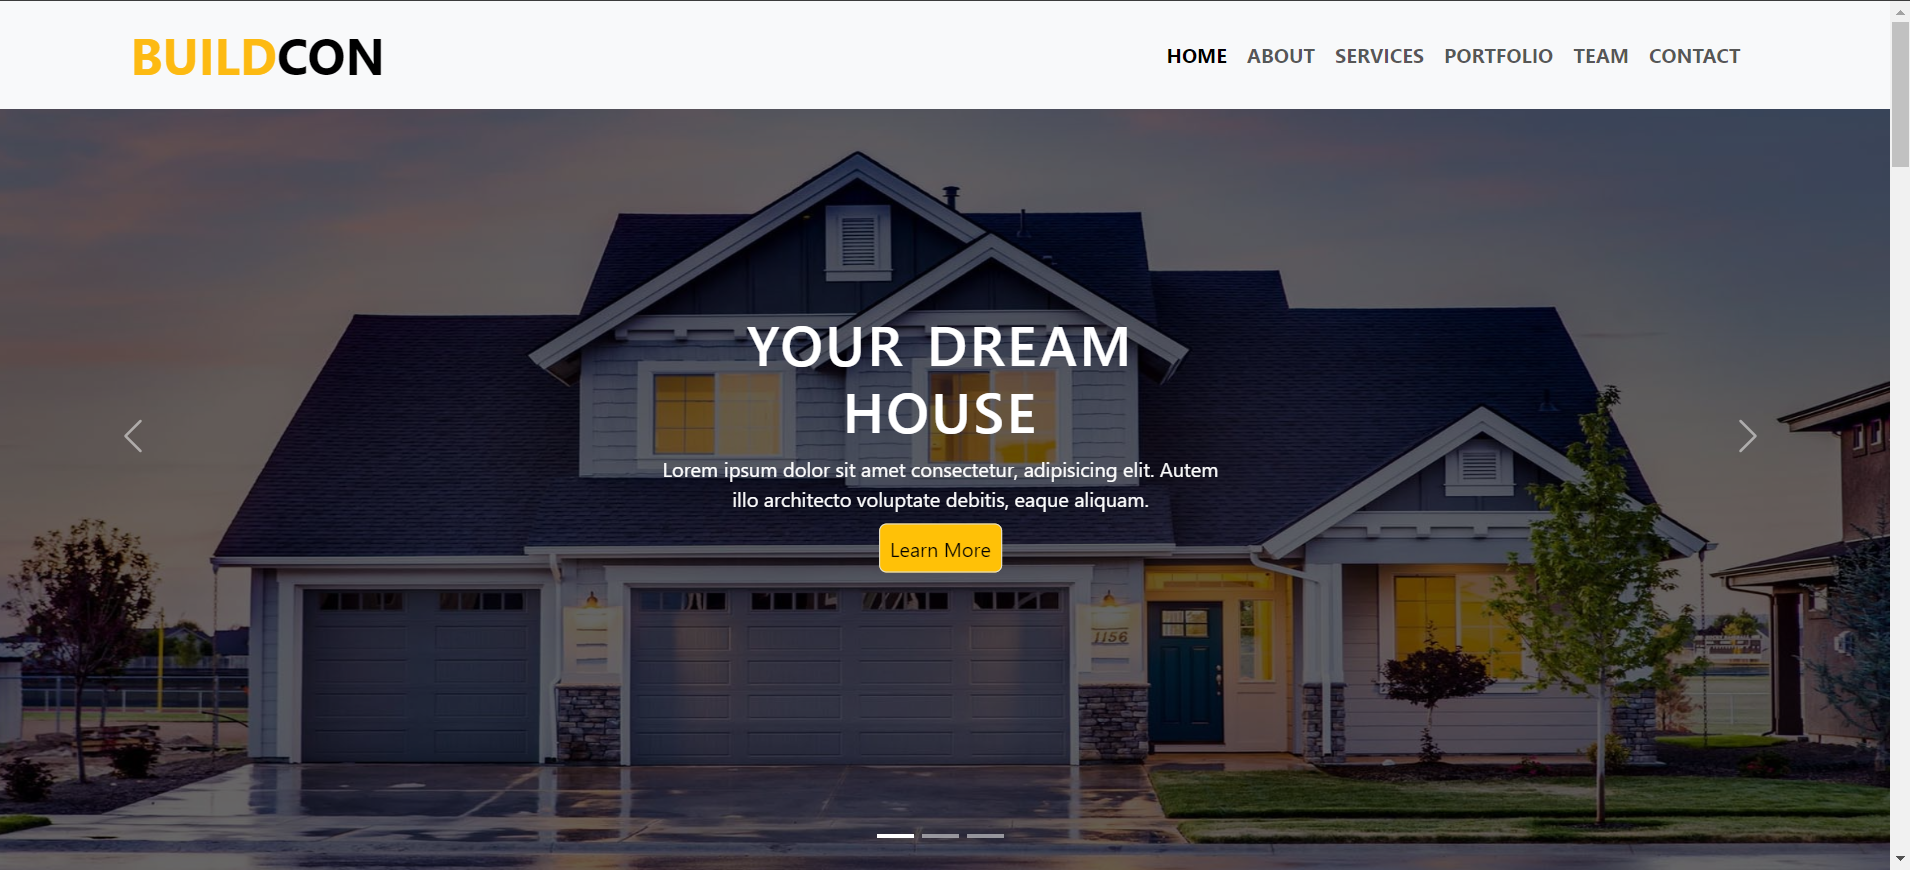 BUILDCON
HOME ABOUT SERVICES PORTFOLIO TEAM CONTACT
YOUR DREAM
HOUSE
Lorem ipsum dolor sit amet consectetur, adipisicing elit. Autem
illo architecto voluptate debitis, eaque aliquam.
Learn More
1156